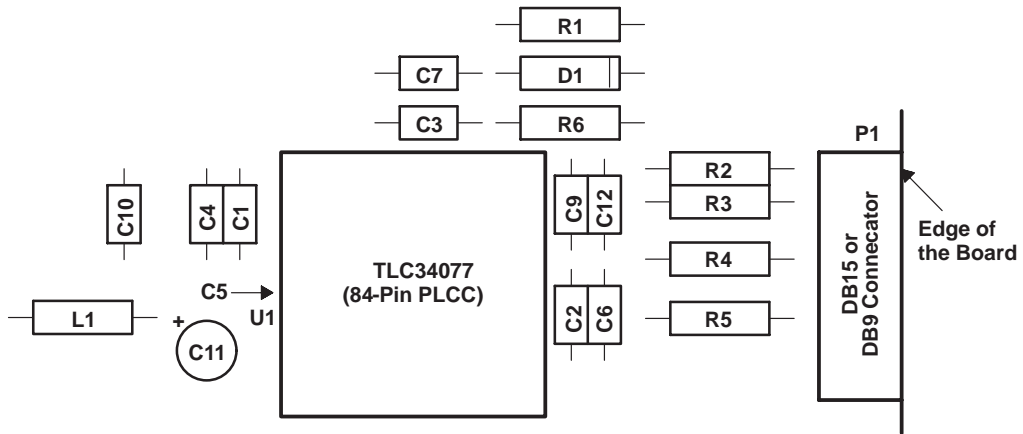 R1
C7
D1
C3
R6
P1
C10
C4
C1
C9
C12
R2
R3
TLC34077
(84-Pin PLCC)
R4
DB15 or
DB9 Connecator
Edge of
the Board
C5
U1
L1
+
C11
C2
C6
R5